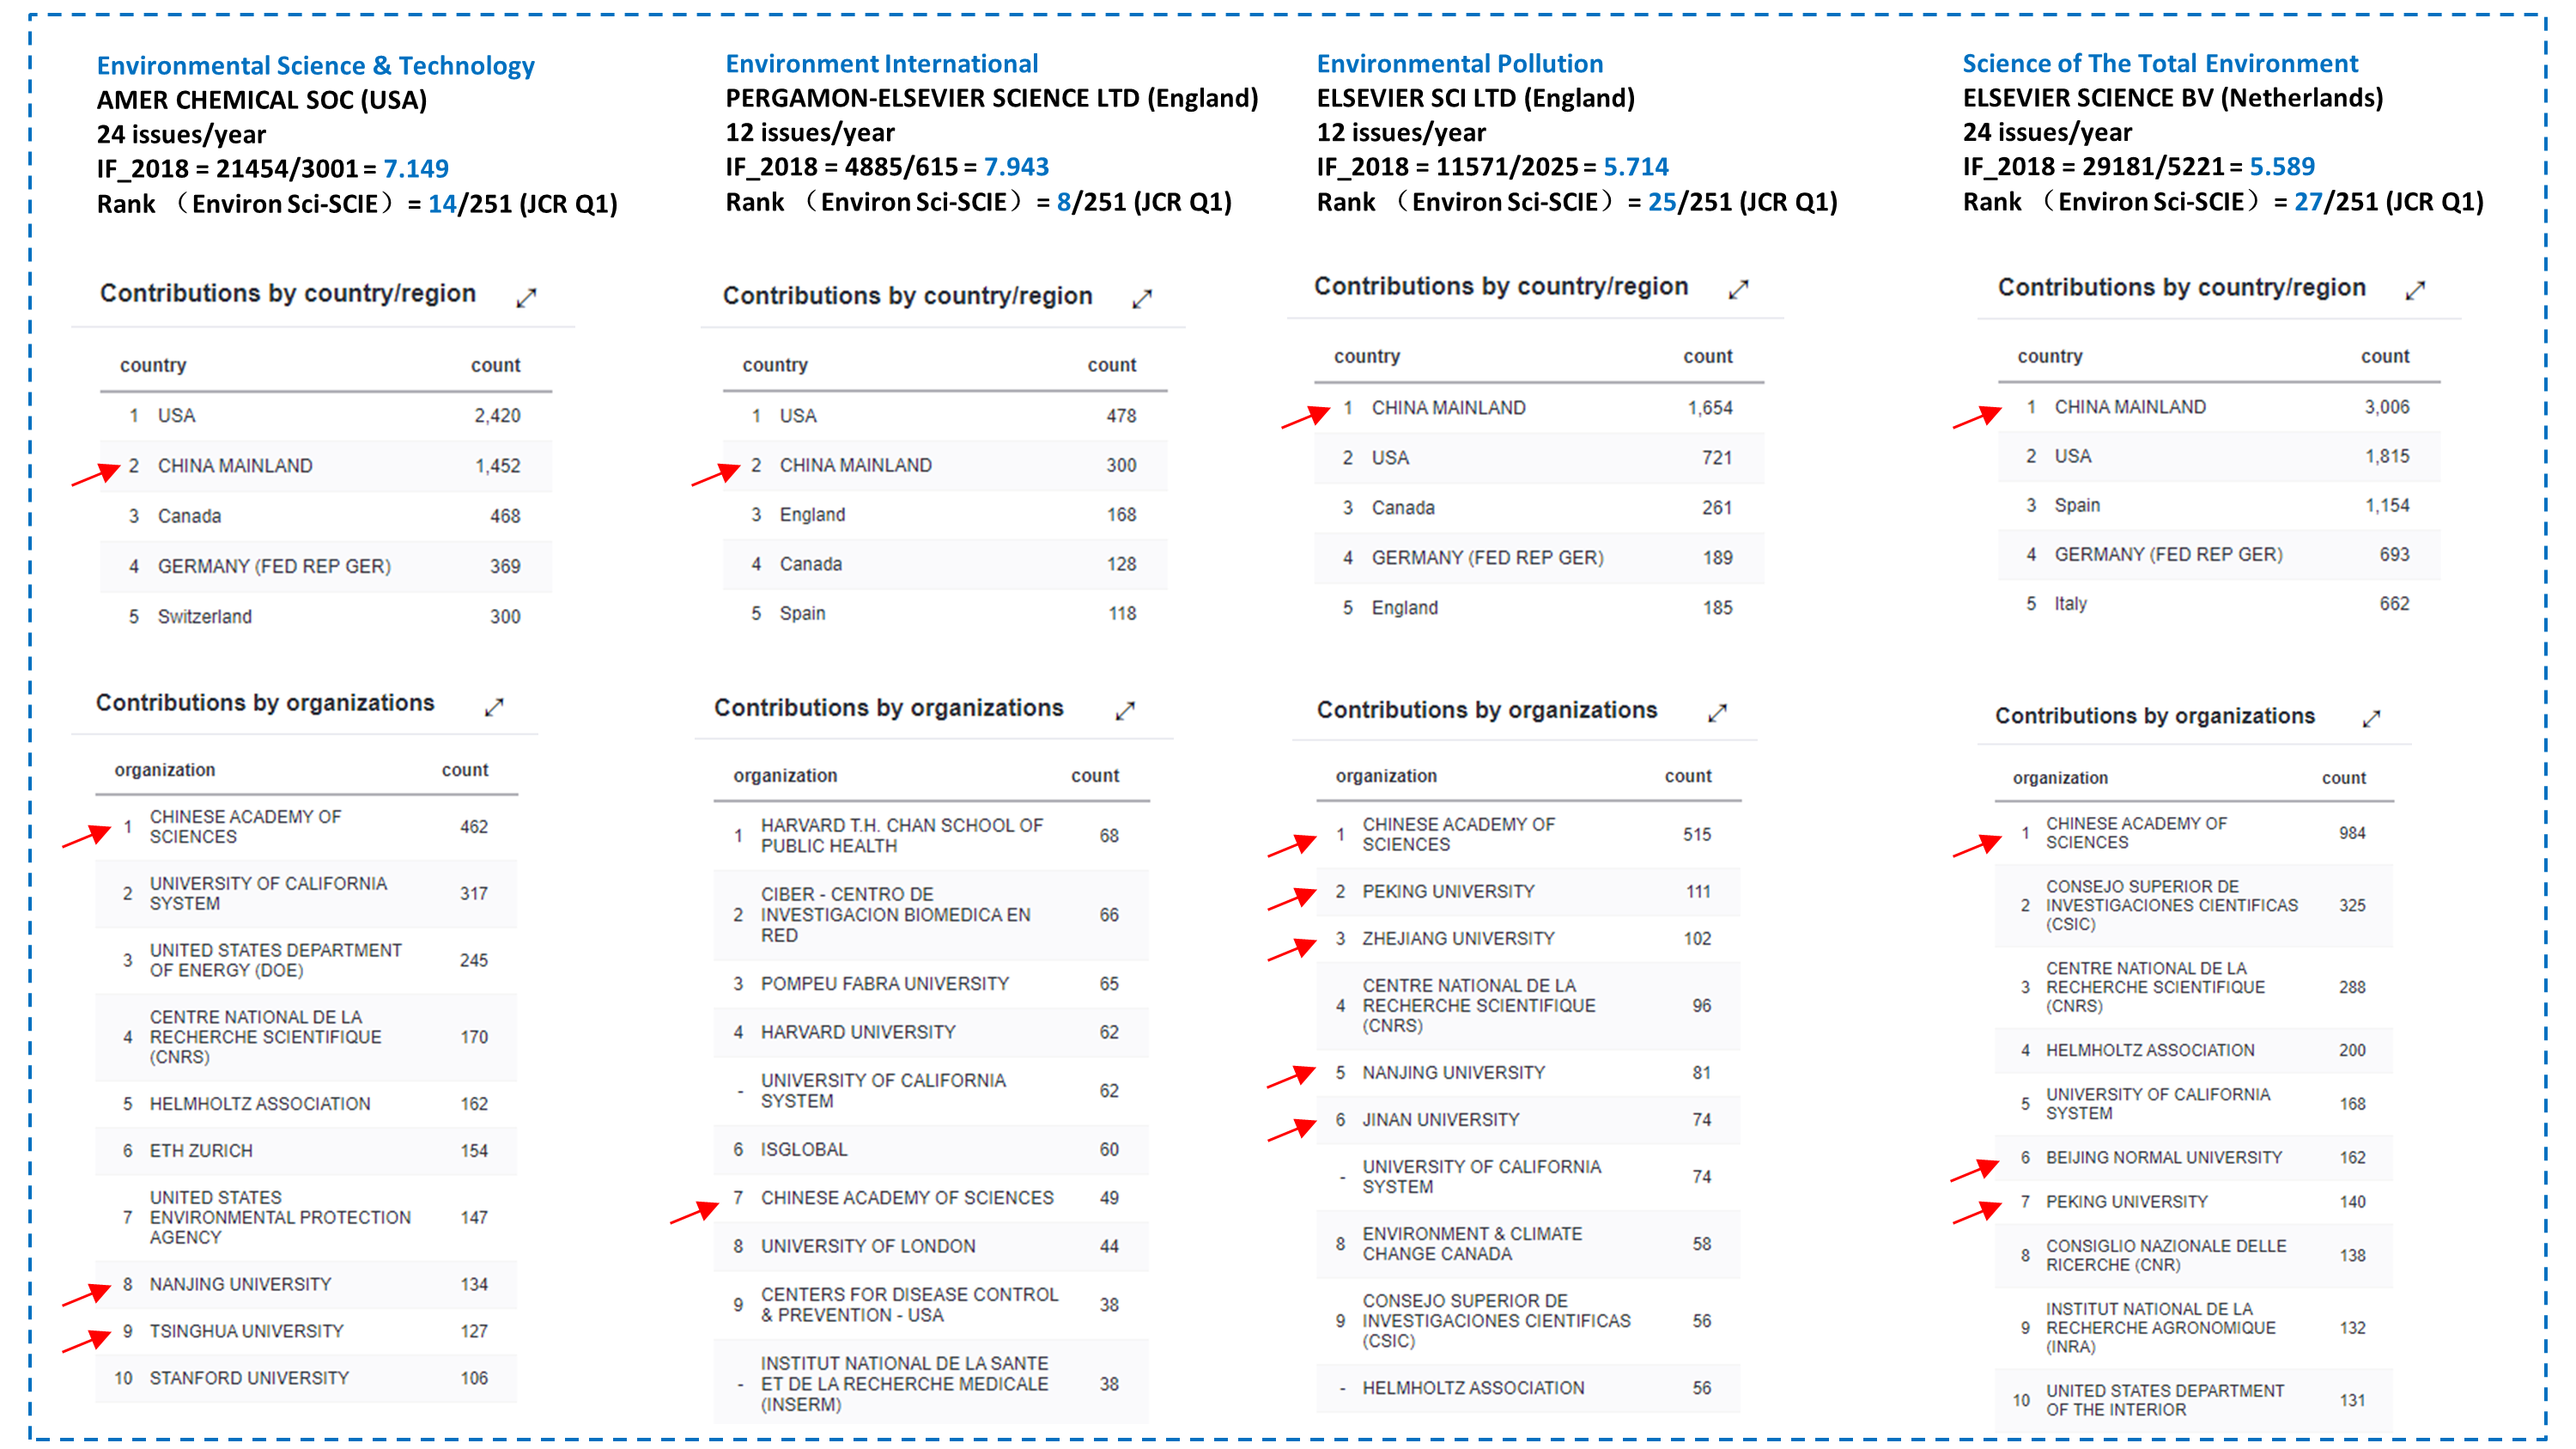 Environmental Science & Technology
AMER CHEMICAL SOC (USA)
24 issues/year
IF_2018 = 21454/3001 = 7.149
Rank （Environ Sci-SCIE）= 14/251 (JCR Q1)
Contributions by country/region
country count
1 USA 2,420
2 CHINA MAINLAND 1,452
3 Canada 468
4 GERMANY (FED REP GER) 369
5 Switzerland 300
Contributions by organizations
organization count
1 CHINESE ACADEMY OF
SCIENCES 462
2 UNIVERSITY OF CALIFORNIA
SYSTEM 317
3 UNITED STATES DEPARTMENT
OF ENERGY (DOE) 245
CENTRE NATIONAL DE LA
4 RECHERCHE SCIENTIFIQUE 170
(CNRS)
5 HELMHOLTZ ASSOCIATION 162
6 ETH ZURICH 154
UNITED STATES
7 ENVIRONMENTAL PROTECTION 147
AGENCY
8 NANJING UNIVERSITY 134
9 TSINGHUA UNIVERSITY 127
10 STANFORD UNIVERSITY 106
Environment International
PERGAMON-ELSEVIER SCIENCE LTD (England)
12 issues/year
IF_2018 = 4885/615 = 7.943
Rank （Environ Sci-SCIE）= 8/251 (JCR Q1)
Contributions by country/region
country count
1 USA 478
2 CHINA MAINLAND 300
3 England 168
4 Canada 128
5 Spain 118
Contributions by organizations
organization count
1 HARVARD T.H. CHAN SCHOOL OF
PUBLIC HEALTH 68
CIBER - CENTRO DE
2 INVESTIGACION BIOMEDICA EN 66
RED
3 POMPEU FABRA UNIVERSITY 65
4 HARVARD UNIVERSITY 62
- UNIVERSITY OF CALIFORNIA
SYSTEM 62
6 ISGLOBAL 60
7 CHINESE ACADEMY OF SCIENCES 49
8 UNIVERSITY OF LONDON 44
9 CENTERS FOR DISEASE CONTROL
& PREVENTION - USA 38
INSTITUT NATIONAL DE LA SANTE
- ET DE LA RECHERCHE MEDICALE 38
(INSERM)
Environmental Pollution
ELSEVIER SCI LTD (England)
12 issues/year
IF_2018 = 11571/2025 = 5.714
Rank （Environ Sci-SCIE）= 25/251 (JCR Q1)
Contributions by country/region
country count
1 CHINA MAINLAND 1,654
2 USA 721
3 Canada 261
4 GERMANY (FED REP GER) 189
5 England 185
Contributions by organizations
organization count
1 CHINESE ACADEMY OF
SCIENCES 515
2 PEKING UNIVERSITY 111
3 ZHEJIANG UNIVERSITY 102
CENTRE NATIONAL DE LA
4 RECHERCHE SCIENTIFIQUE 96
(CNRS)
5 NANJING UNIVERSITY 81
6 JINAN UNIVERSITY 74
- UNIVERSITY OF CALIFORNIA
SYSTEM 74
8 ENVIRONMENT & CLIMATE
CHANGE CANADA 58
CONSEJO SUPERIOR DE
9 INVESTIGACIONES CIENTIFICAS 56
(CSIC)
- HELMHOLTZ ASSOCIATION 56
Science of The Total Environment
ELSEVIER SCIENCE BV (Netherlands)
24 issues/year
IF_2018 = 29181/5221 = 5.589
Rank （Environ Sci-SCIE）= 27/251 (JCR Q1)
Contributions by country/region
country count
1 CHINA MAINLAND 3,006
2 USA 1,815
3 Spain 1,154
4 GERMANY (FED REP GER) 693
5 Italy 662
Contributions by organizations
organization count
1 CHINESE ACADEMY OF
SCIENCES 984
CONSEJO SUPERIOR DE
2 INVESTIGACIONES CIENTIFICAS 325
(CSIC)
CENTRE NATIONAL DE LA
3 RECHERCHE SCIENTIFIQUE 288
(CNRS)
4 HELMHOLTZ ASSOCIATION 200
5 UNIVERSITY OF CALIFORNIA
SYSTEM 168
6 BEIJING NORMAL UNIVERSITY 162
7 PEKING UNIVERSITY 140
8 CONSIGLIO NAZIONALE DELLE
RICERCHE (CNR) 138
INSTITUT NATIONAL DE LA
9 RECHERCHE AGRONOMIQUE 132
(INRA)
10 UNITED STATES DEPARTMENT
OF THE INTERIOR 131